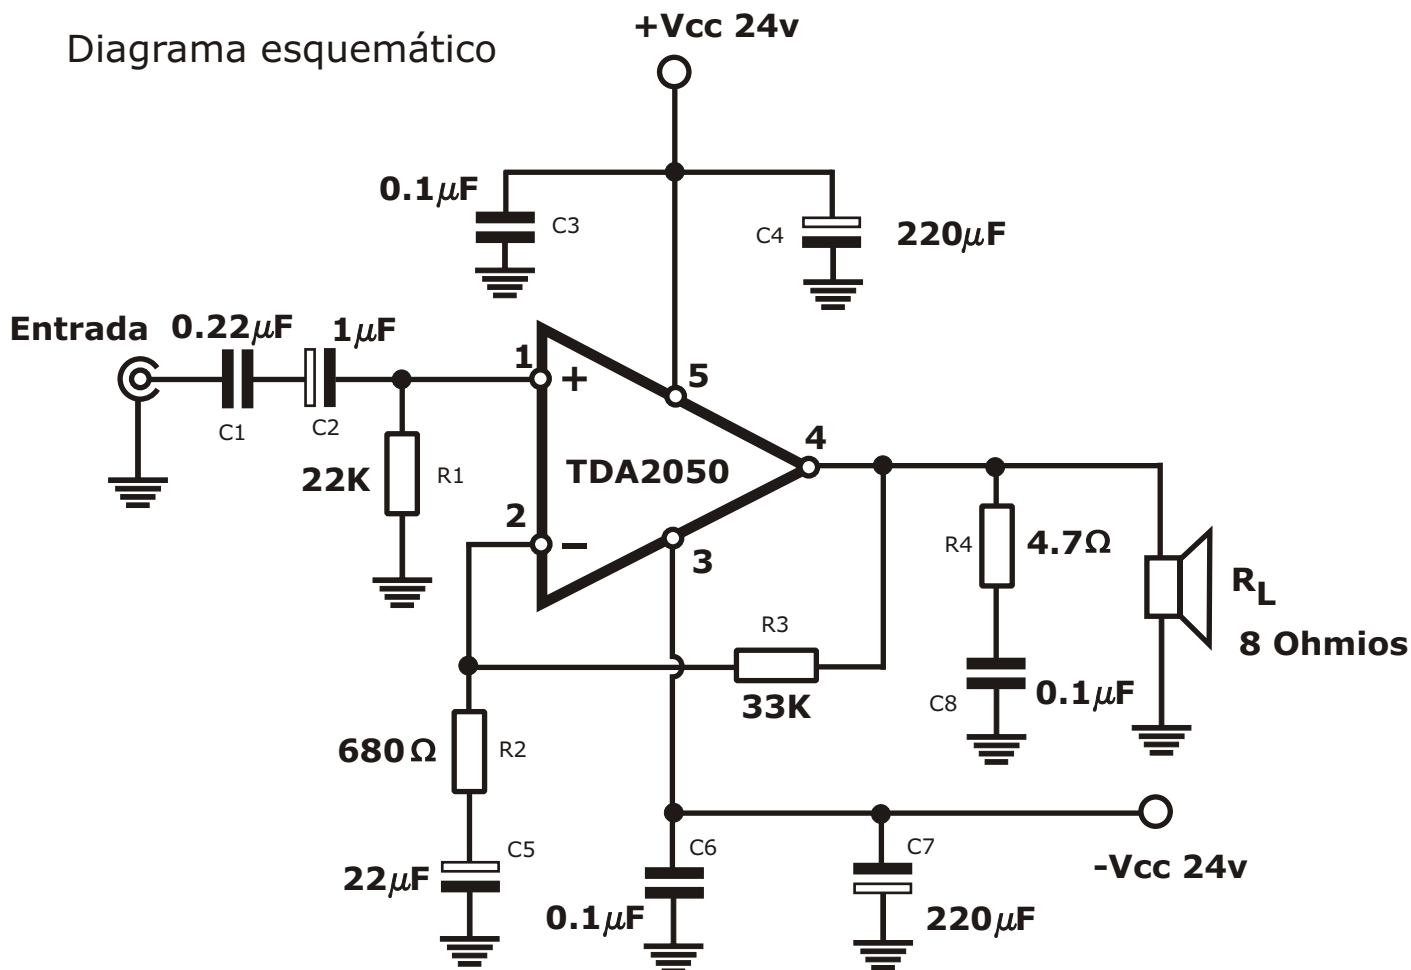 Diagrama esquemático
+Vcc 24v
0.1µF
C3
C4
220µF
Entrada
0.22µF
1µF
C1
C2
22K
R1
1
+
5
TDA2050
4
2
–
3
R4
4.7Ω
RL
8 Ohmios
R3
33K
C8
0.1µF
680Ω
R2
C5
22µF
C6
0.1µF
C7
220µF
-Vcc 24v